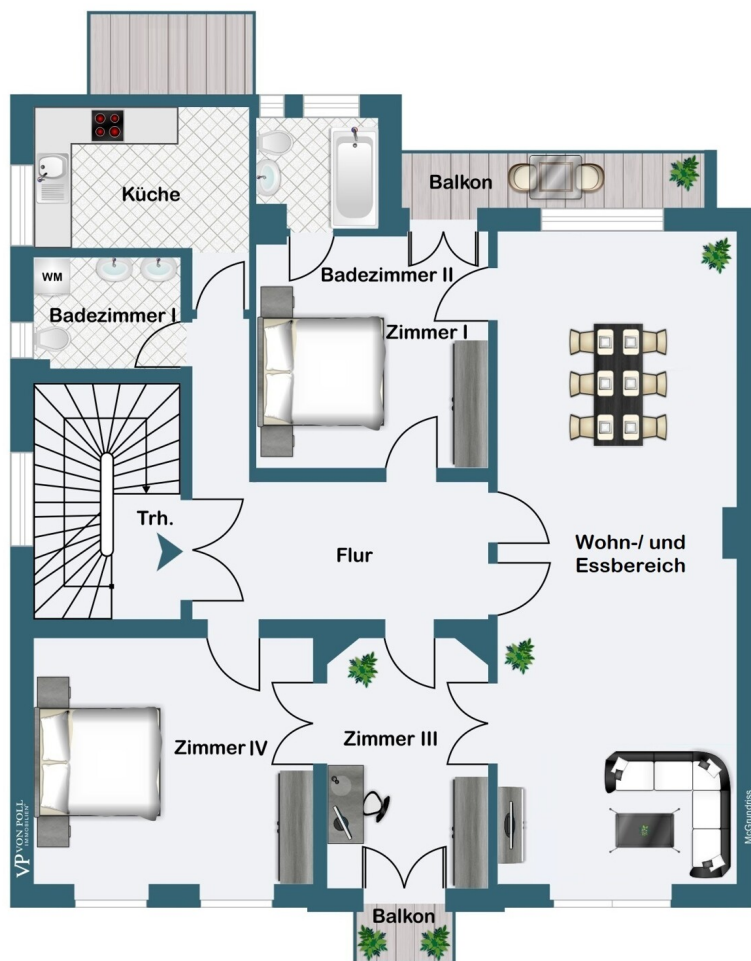 Küche
Balkon
WM
Badezimmer I
Badezimmer II
Zimmer I
Trh.
Flur
Wohn-/ und
Essbereich
Zimmer IV
Zimmer III
Balkon
VP VON POLL
IMMOBILIEN
McGrundriss